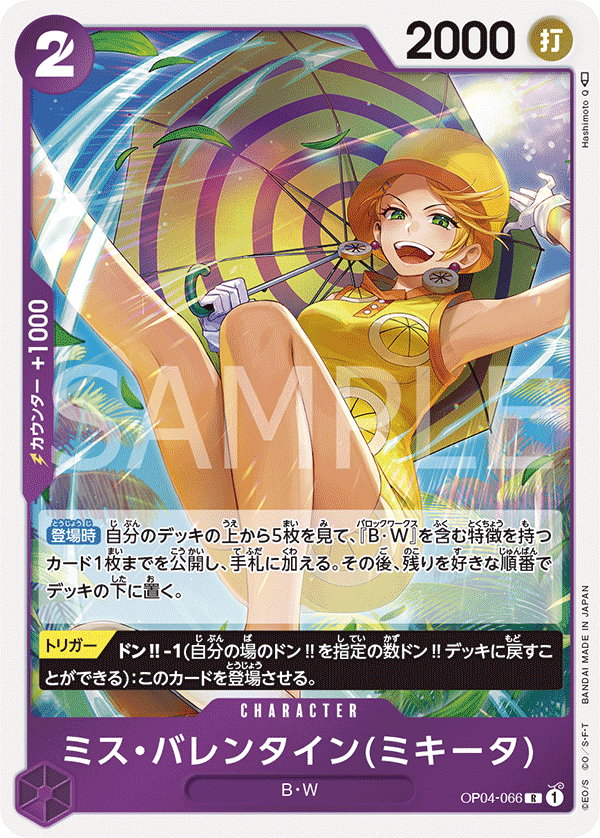 2
2000
打
Hashimoto Q
カウンター +1000
SAMPLE
登場時 自分のデッキの上から5枚を見て、『B・W』を含む特徴を持つ
カード1枚までを公開し、手札に加える。その後、残りを好きな順番で
デッキの下に置く。
トリガー ドン!!-1(自分の場のドン!!を指定の数ドン!!デッキに戻すこ
とができる):このカードを登場させる。
CHARACTER
ミス・バレンタイン(ミキータ)
B・W
OP04-066 R 1
©EO/S ©O/S・F・T BANDAI MADE IN JAPAN